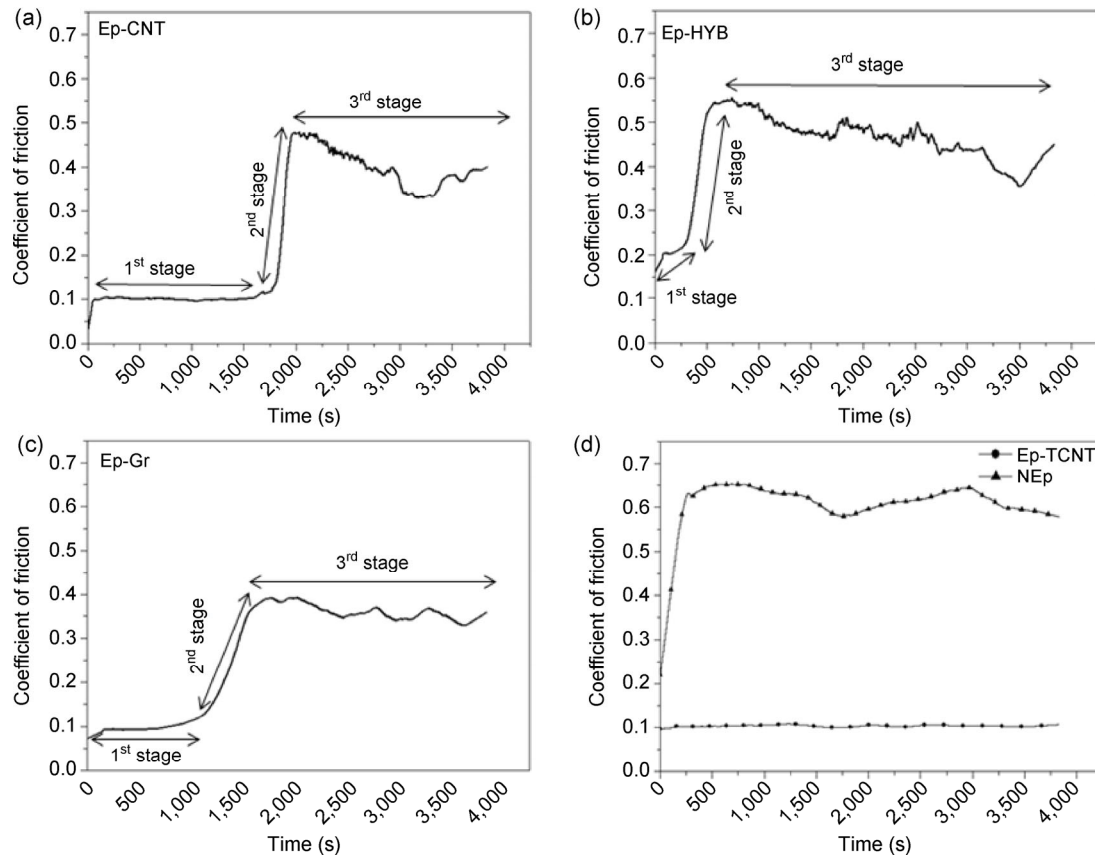 (a)
Ep-CNT
Coefficient of friction
0.7
0.6
0.5
0.4
0.3
0.2
0.1
0.0
1st stage
2nd stage
3rd stage
0
500
1,000
1,500
2,000
2,500
3,000
3,500
4,000
Time (s)
(b)
Ep-HYB
Coefficient of friction
0.7
0.6
0.5
0.4
0.3
0.2
0.1
0.0
3rd stage
2nd stage
1st stage
0
500
1,000
1,500
2,000
2,500
3,000
3,500
4,000
Time (s)
(c)
Ep-Gr
Coefficient of friction
0.7
0.6
0.5
0.4
0.3
0.2
0.1
0.0
3rd stage
2nd stage
1st stage
0
500
1,000
1,500
2,000
2,500
3,000
3,500
4,000
Time (s)
(d)
Ep-TCNT
NEp
Coefficient of friction
0.7
0.6
0.5
0.4
0.3
0.2
0.1
0.0
0
500
1,000
1,500
2,000
2,500
3,000
3,500
4,000
Time (s)